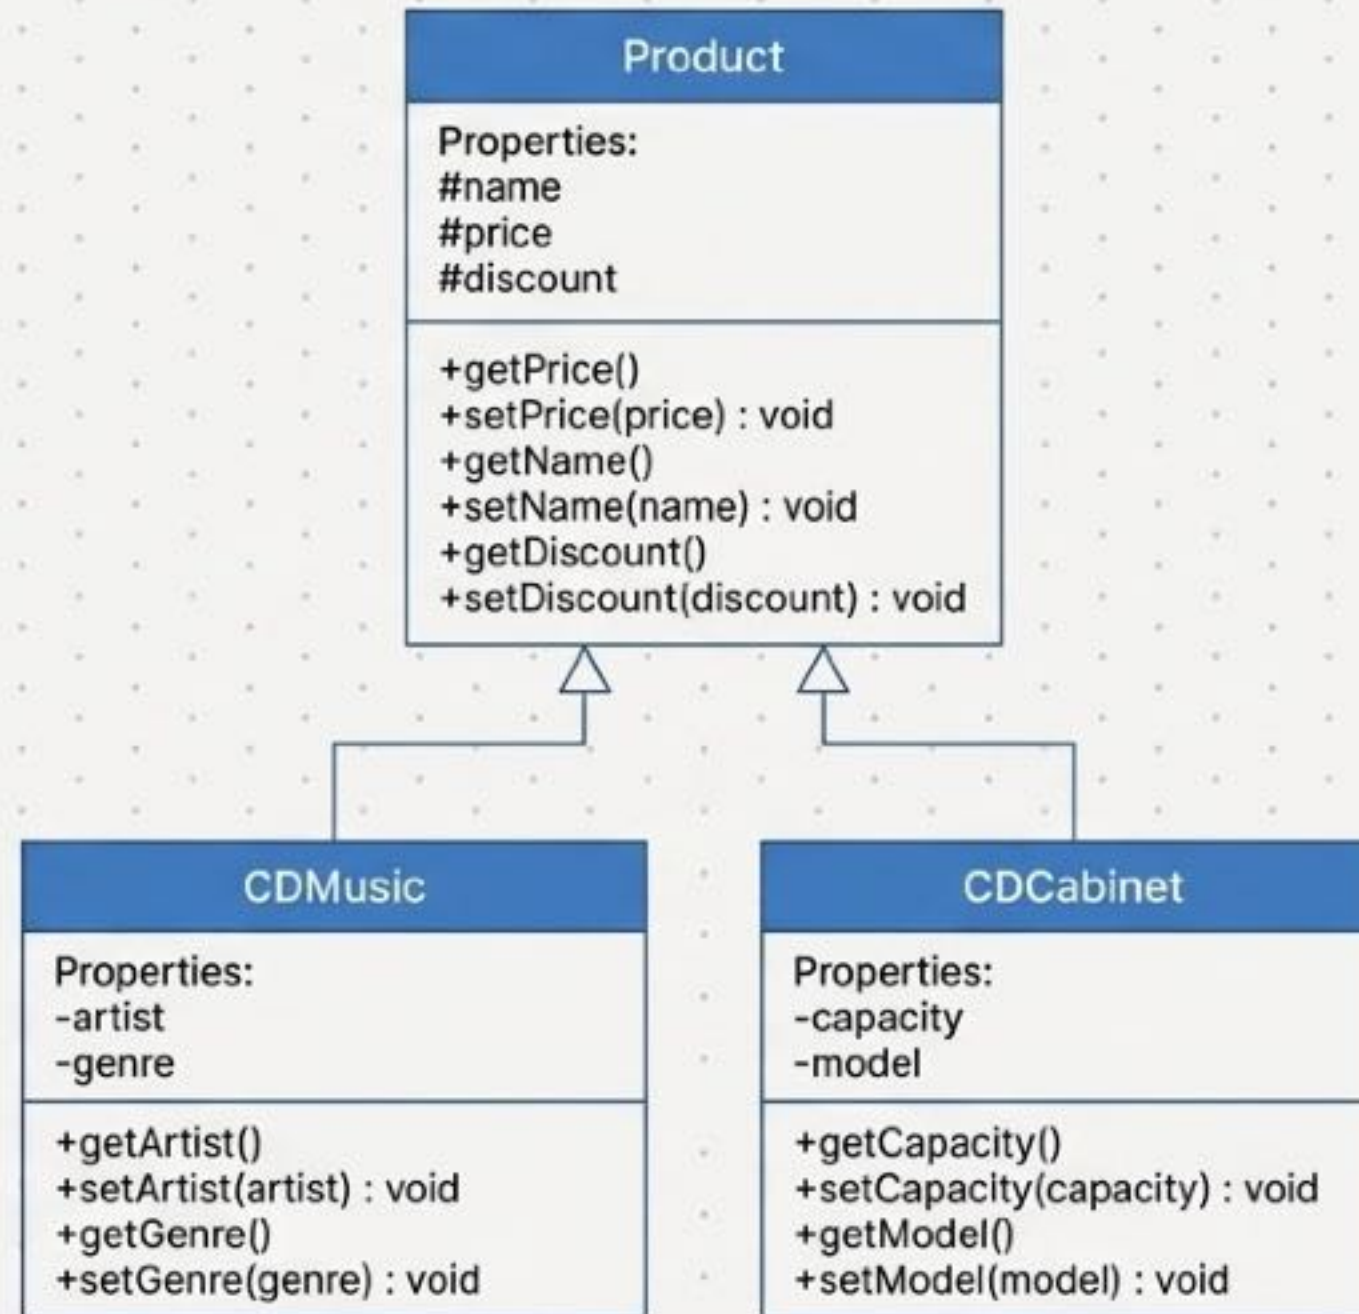 Product
Properties:
#name
#price
#discount
+getPrice()
+setPrice(price) : void
+getName()
+setName(name) : void
+getDiscount()
+setDiscount(discount) : void
CDMusic
Properties:
-artist
-genre
+getArtist()
+setArtist(artist) : void
+getGenre()
+setGenre(genre) : void
CDCabinet
Properties:
-capacity
-model
+getCapacity()
+setCapacity(capacity) : void
+getModel()
+setModel(model) : void